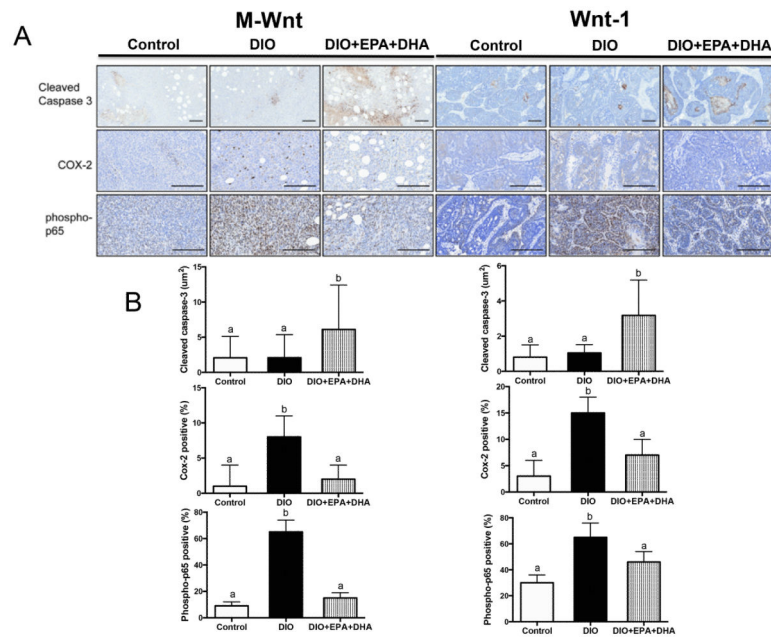 M-Wnt Wnt-1
A
Control DIO DIO+EPA+DHA Control DIO DIO+EPA+DHA
Cleaved
Caspase 3
COX-2
phospho-
p65
B
Cleaved caspase-3 (um²)
15
10
5
0
a a b
Control DIO DIO+EPA+DHA
Cleaved caspase-3 (um²)
6
4
2
0
a a b
Control DIO DIO+EPA+DHA
Cox-2 positive (%)
15
10
5
0
a b a
Control DIO DIO+EPA+DHA
Cox-2 positive (%)
20
15
10
5
0
a b a
Control DIO DIO+EPA+DHA
Phospho-p65 positive (%)
80
60
40
20
0
a b a
Control DIO DIO+EPA+DHA
Phospho-p65 positive (%)
80
60
40
20
0
a b a
Control DIO DIO+EPA+DHA